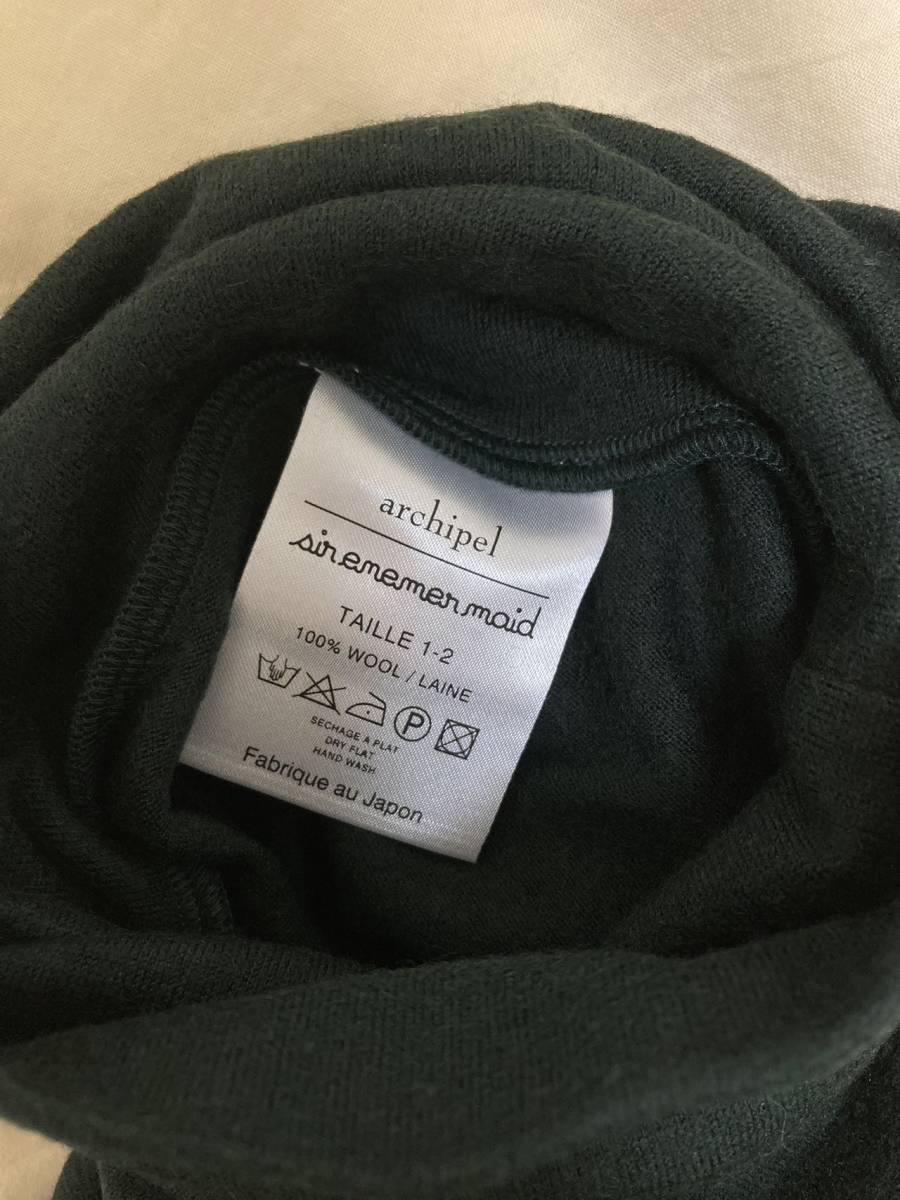 archipel
sirenemermaid
TAILLE 1-2
100% WOOL / LAINE
P
SECHAGE A PLAT
DRY FLAT
HAND WASH
Fabrique au Japon